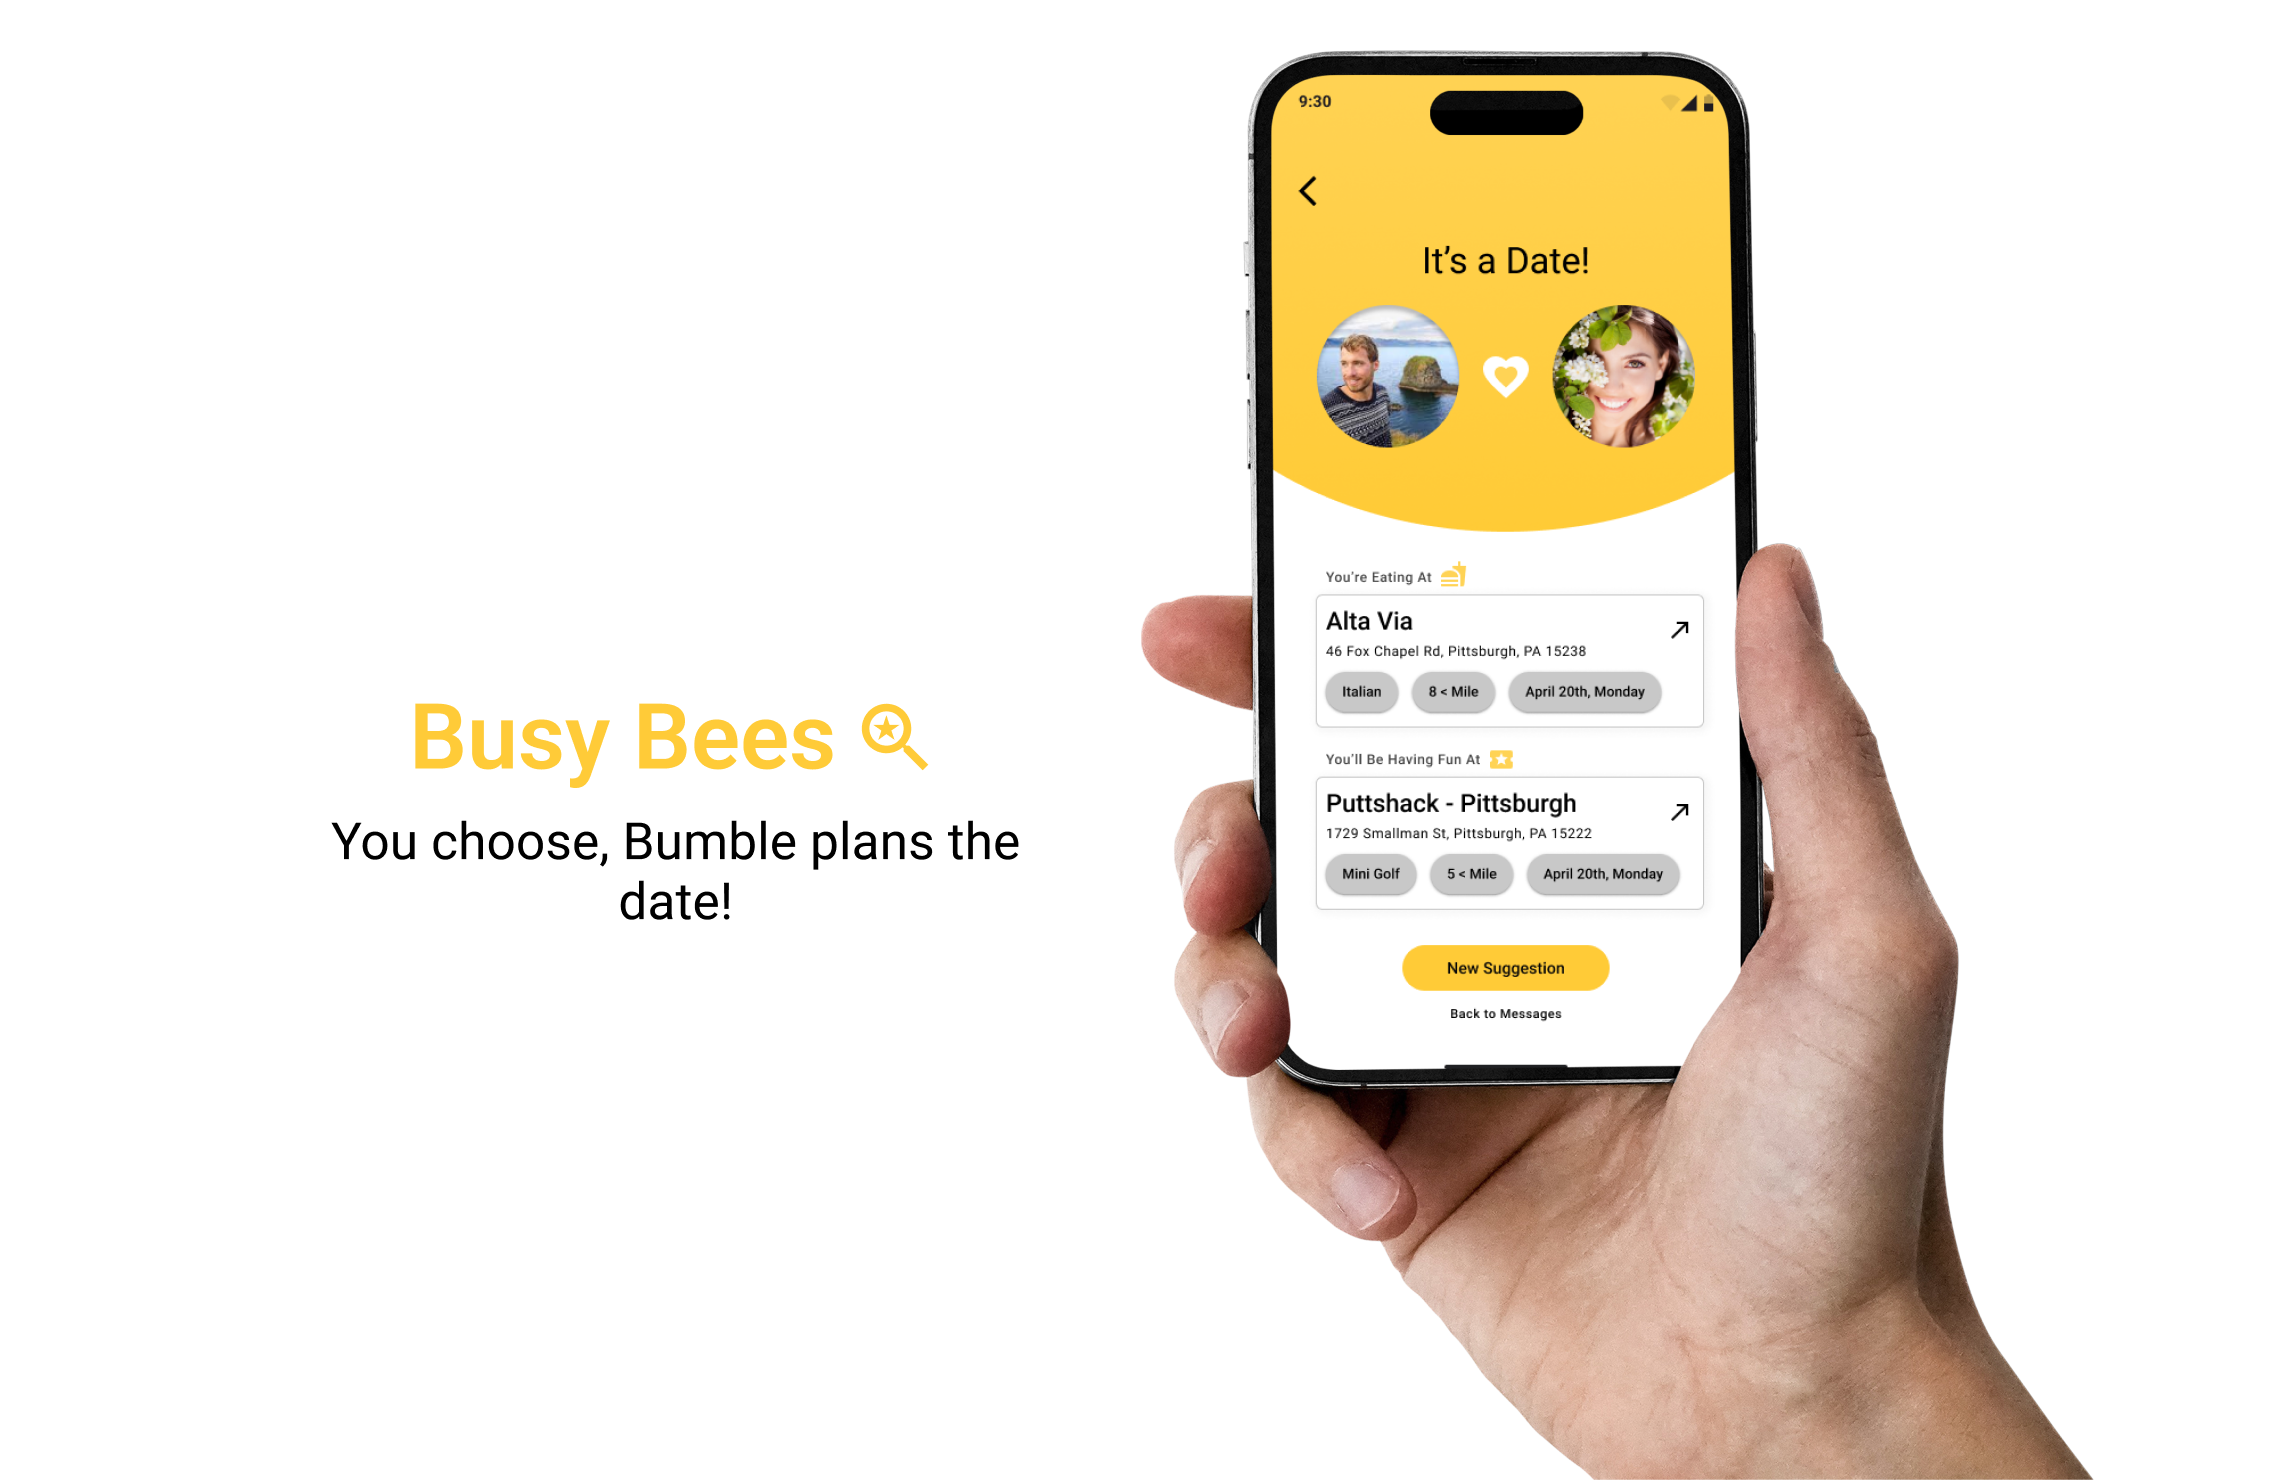 Busy Bees
You choose, Bumble plans the
date!
9:30
It’s a Date!
You’re Eating At
Alta Via
46 Fox Chapel Rd, Pittsburgh, PA 15238
Italian
8 < Mile
April 20th, Monday
You’ll Be Having Fun At
Puttshack - Pittsburgh
1729 Smallman St, Pittsburgh, PA 15222
Mini Golf
5 < Mile
April 20th, Monday
New Suggestion
Back to Messages